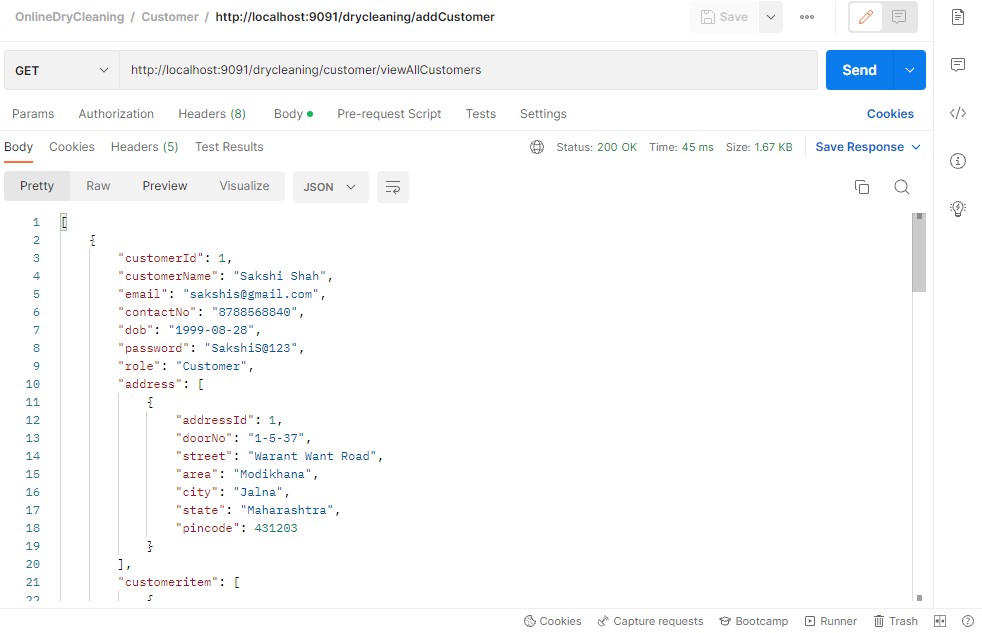 OnlineDryCleaning / Customer / http://localhost:9091/drycleaning/addCustomer
Save
GET http://localhost:9091/drycleaning/customer/viewAllCustomers
Send
Params Authorization Headers (8) Body Pre-request Script Tests Settings Cookies
Body Cookies Headers (5) Test Results Status: 200 OK Time: 45 ms Size: 1.67 KB Save Response
Pretty Raw Preview Visualize JSON
1 [
2 {
3 "customerId": 1,
4 "customerName": "Sakshi Shah",
5 "email": "sakshis@gmail.com",
6 "contactNo": "8788568840",
7 "dob": "1999-08-28",
8 "password": "SakshiS@123",
9 "role": "Customer",
10 "address": [
11 {
12 "addressId": 1,
13 "doorNo": "1-5-37",
14 "street": "Warant Want Road",
15 "area": "Modikhana",
16 "city": "Jalna",
17 "state": "Maharashtra",
18 "pincode": 431203
19 }
20 ],
21 "customeritem": [
22 {
Cookies Capture requests Bootcamp Runner Trash